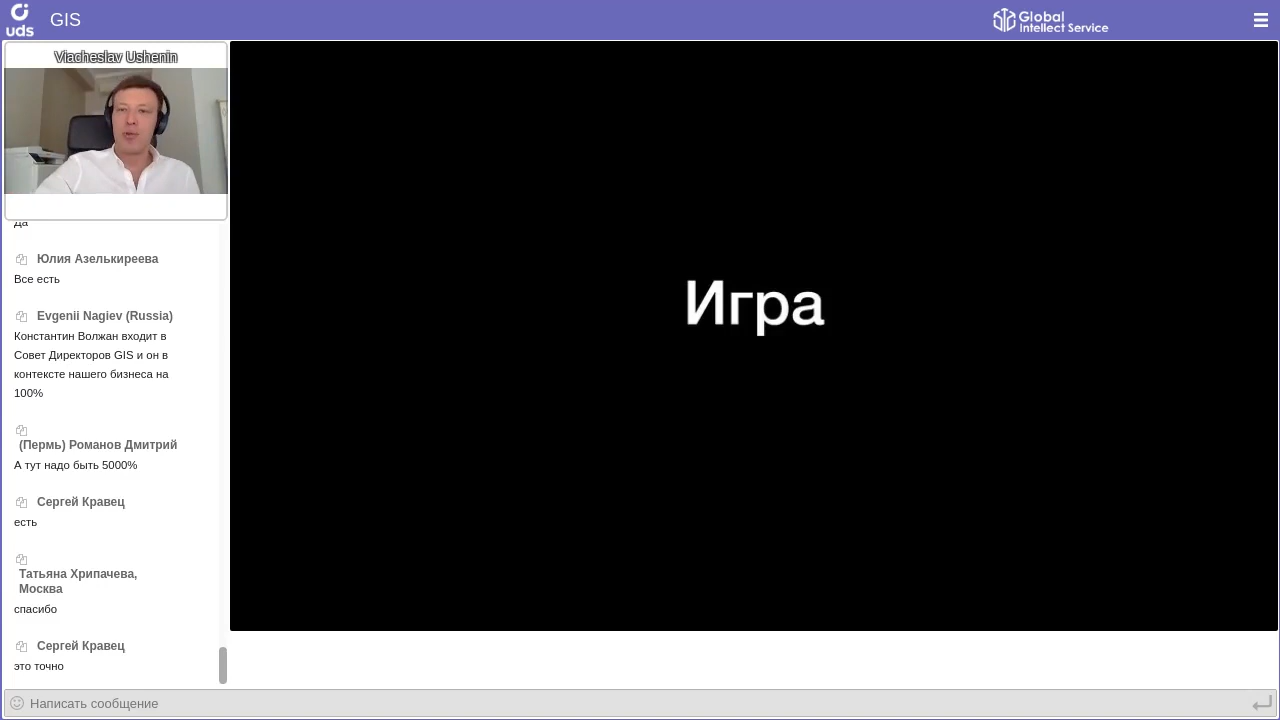 uds
GIS
Global
Intellect Service
Viacheslav Ushenin
Да
Юлия Азелькиреева
Все есть
Evgenii Nagiev (Russia)
Константин Волжан входит в
Совет Директоров GIS и он в
контексте нашего бизнеса на
100%
(Пермь) Романов Дмитрий
А тут надо быть 5000%
Сергей Кравец
есть
Татьяна Хрипачева,
Москва
спасибо
Сергей Кравец
это точно
Игра
Написать сообщение